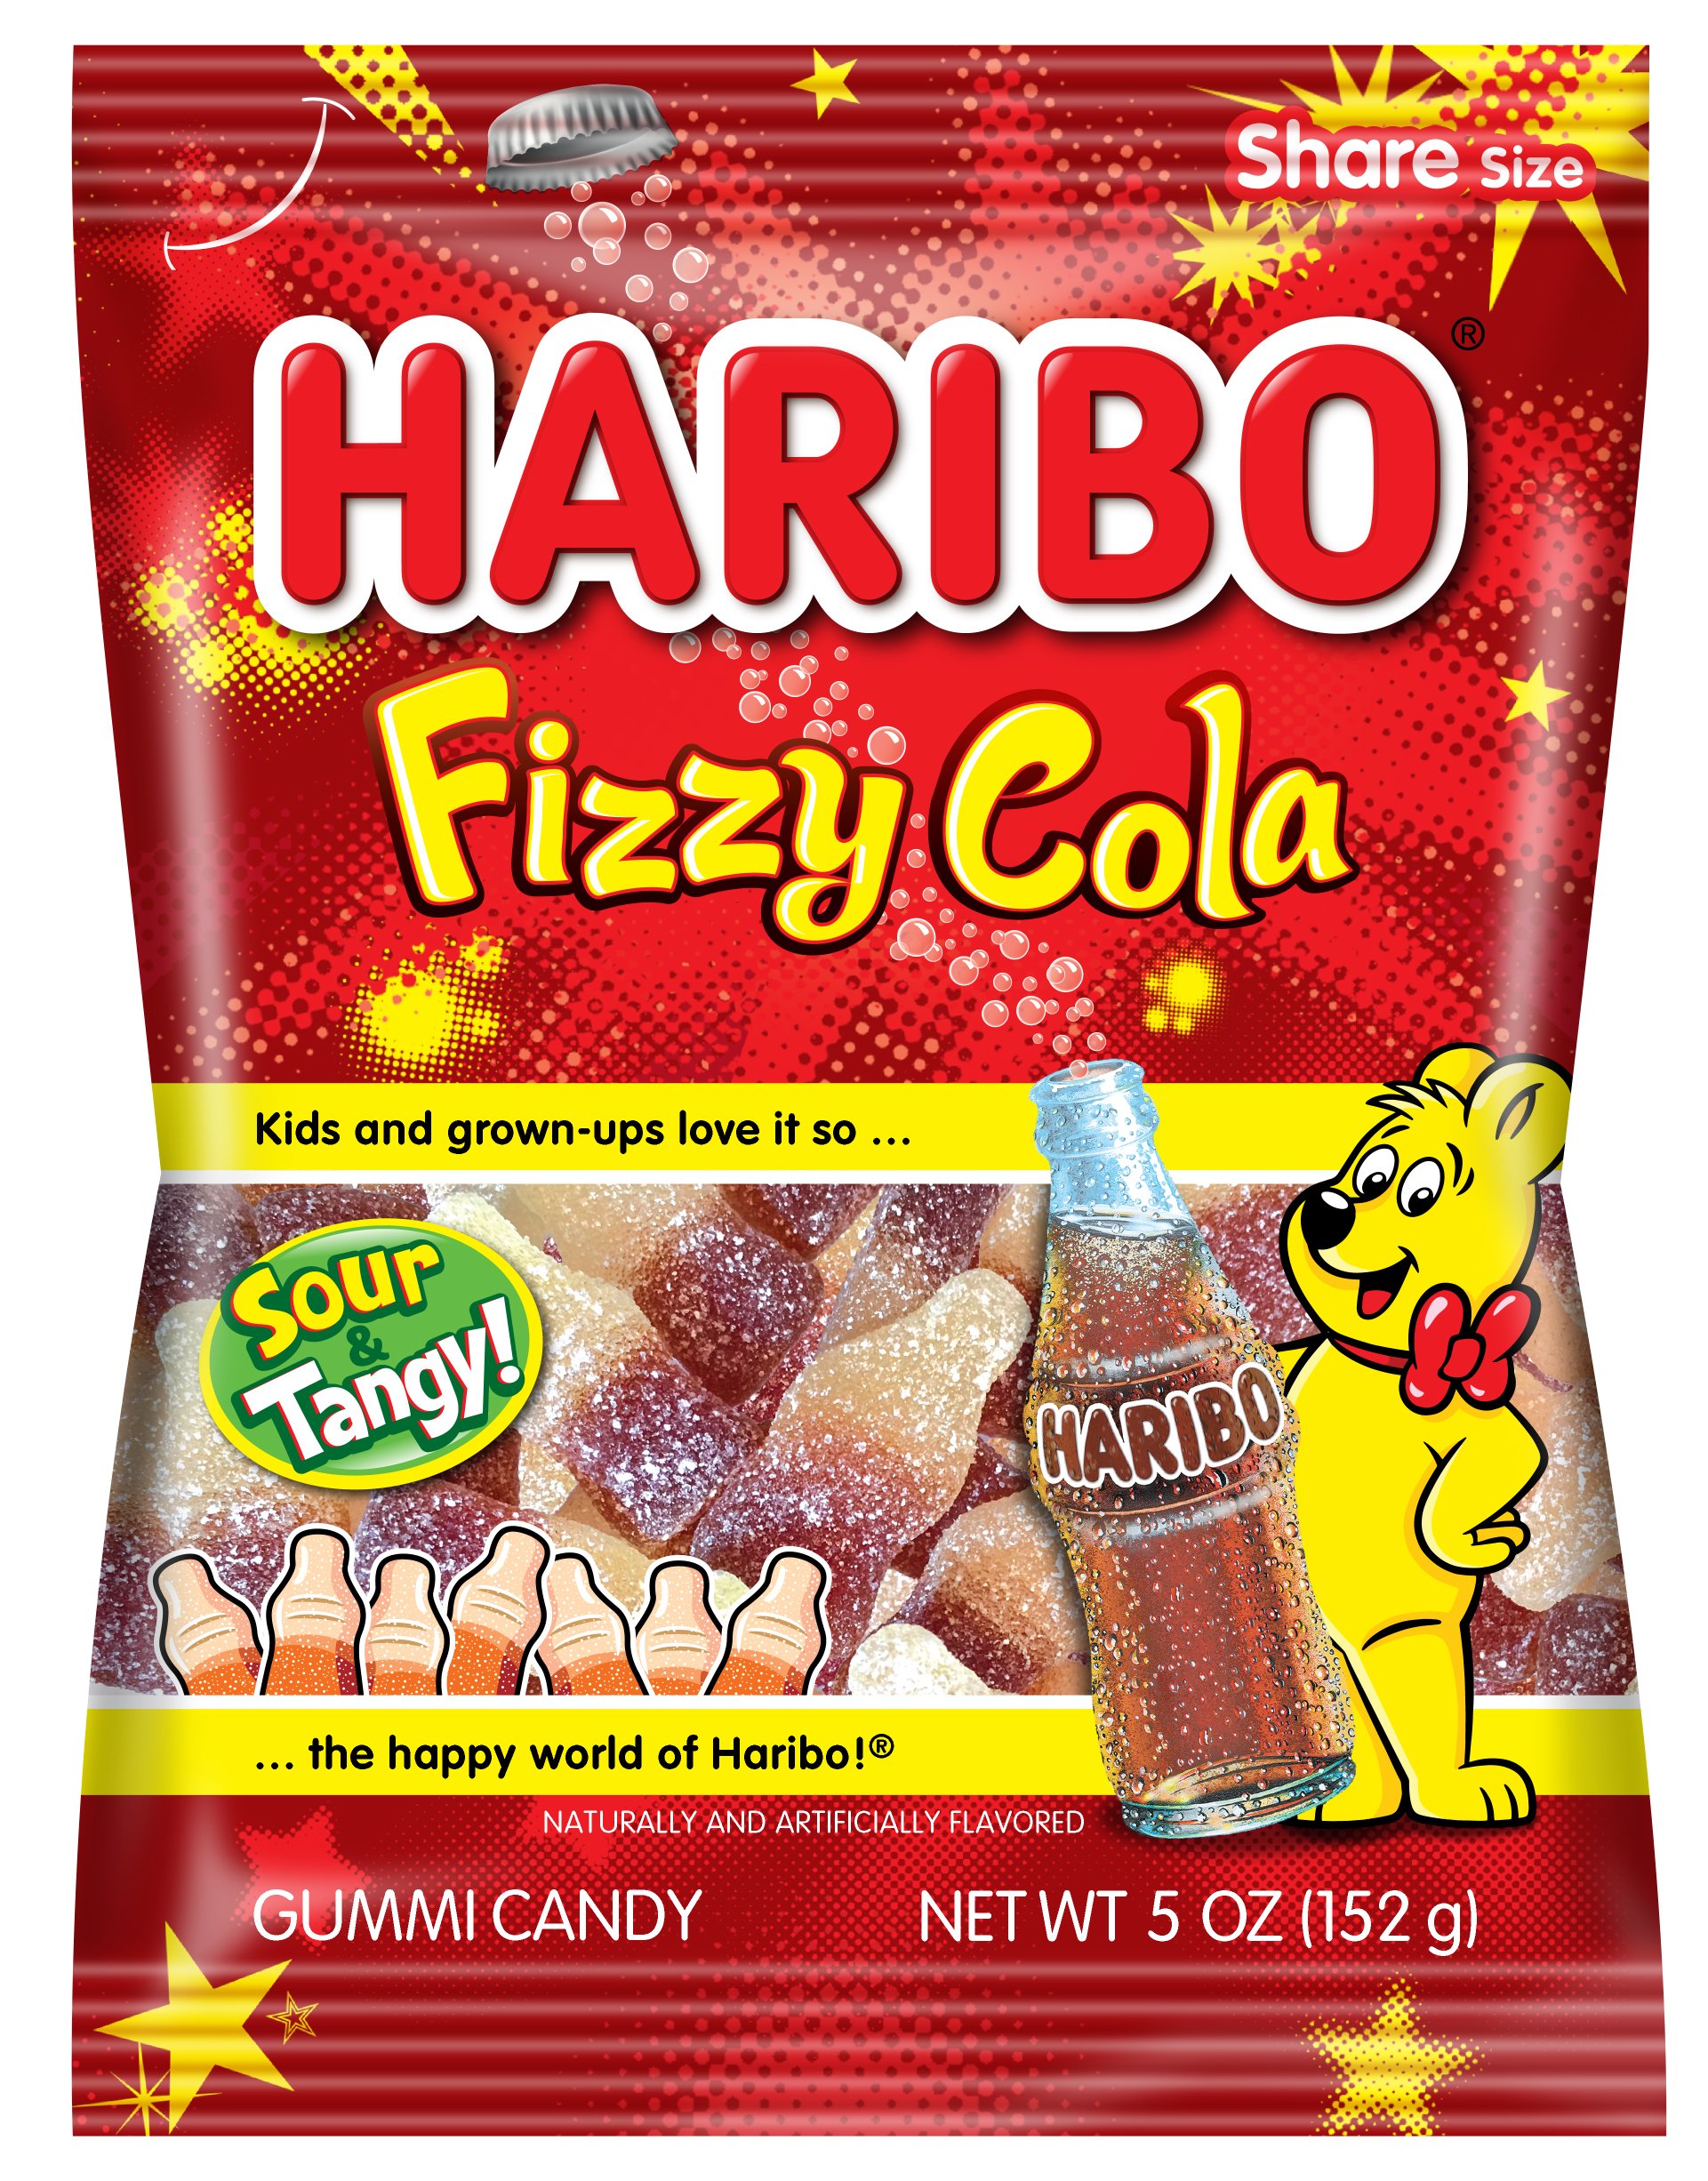 Share Size
HARIBO®
Fizzy Cola
Kids and grown-ups love it so ...
Sour
&
Tangy!
HARIBO
... the happy world of Haribo!®
NATURALLY AND ARTIFICIALLY FLAVORED
GUMMI CANDY NET WT 5 OZ (152 g)